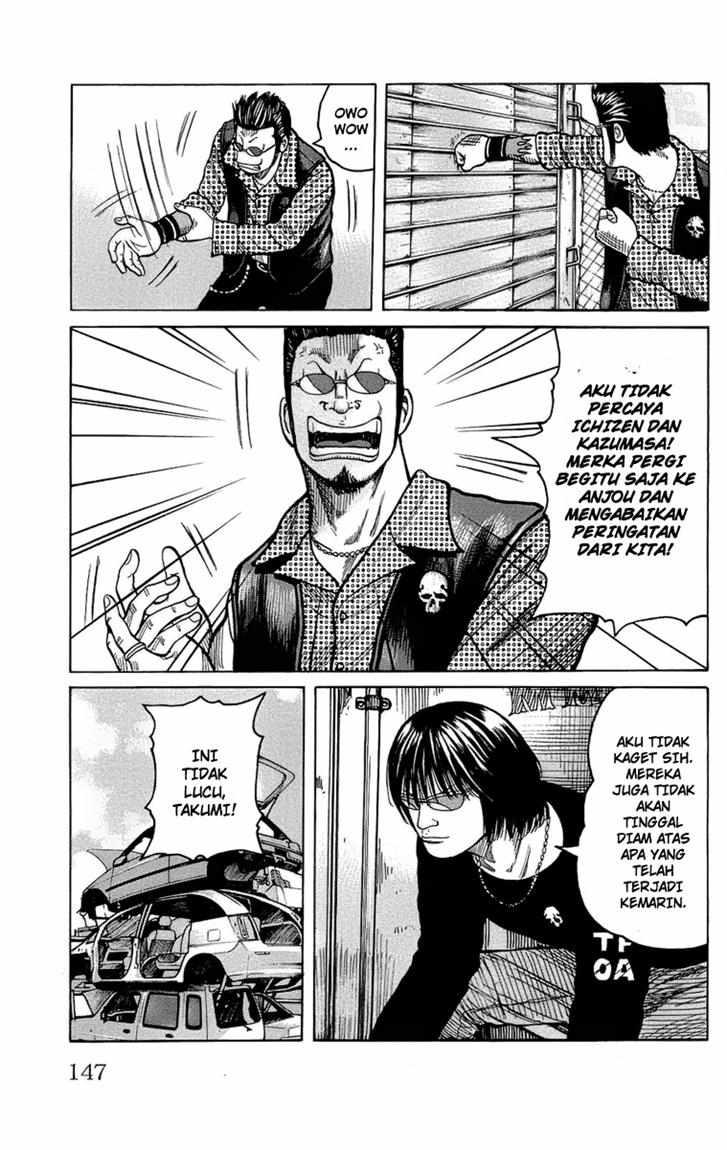 OWO
WOW
...
AKU TIDAK
PERCAYA
ICHIZEN DAN
KAZUMASA!
MERKA PERGI
BEGITU SAJA KE
ANJOU DAN
MENGABAIKAN
PERINGATAN
DARI KITA!
AKU TIDAK
KAGET SIH.
MEREKA
JUGA TIDAK
AKAN
TINGGAL
DIAM ATAS
APA YANG
TELAH
TERJADI
KEMARIN.
OA
INI
TIDAK
LUCU,
TAKUMI!
147